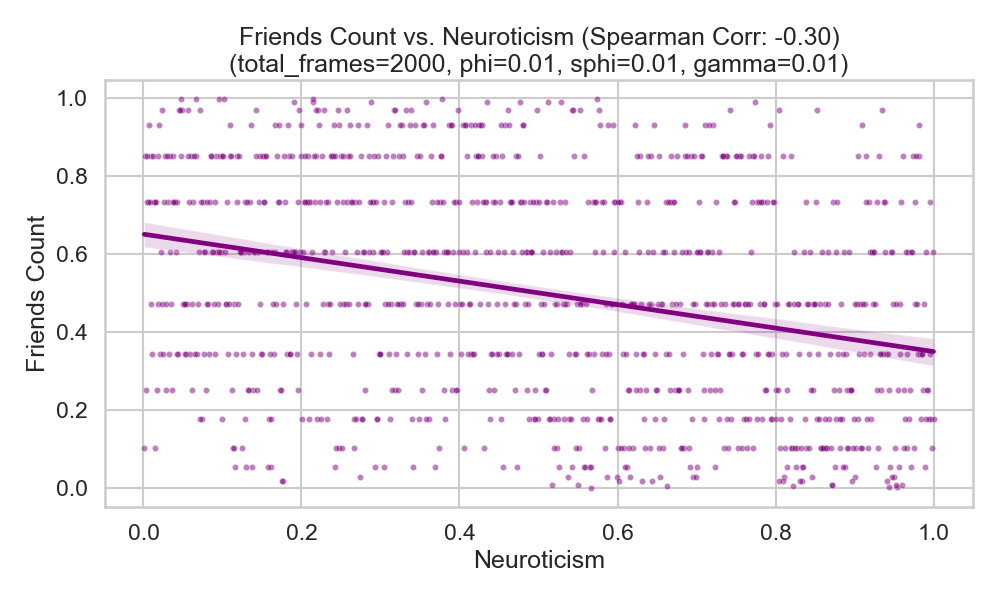 Friends Count vs. Neuroticism (Spearman Corr: -0.30)
(total_frames=2000, phi=0.01, sphi=0.01, gamma=0.01)
Friends Count
1.0
0.8
0.6
0.4
0.2
0.0
0.0 0.2 0.4 0.6 0.8 1.0
Neuroticism